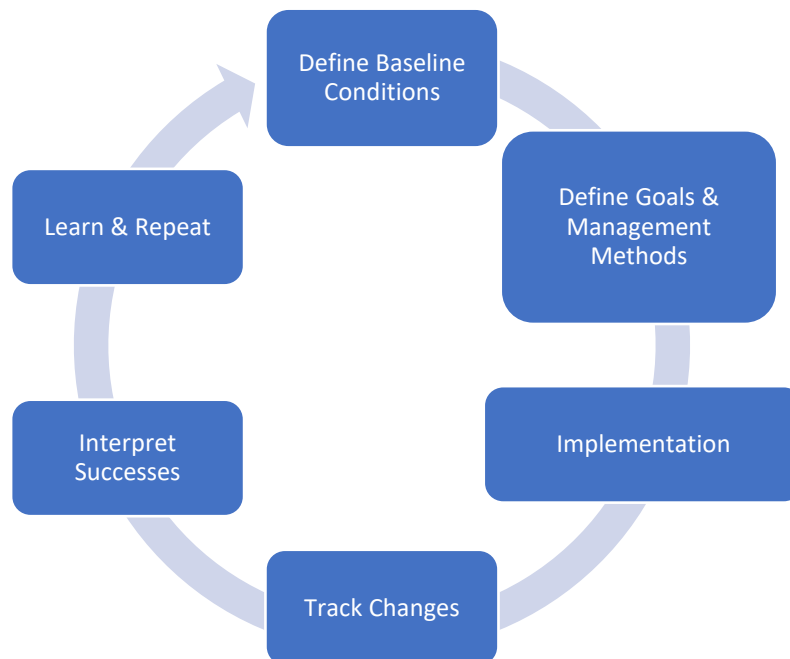 Define Baseline
Conditions
Define Goals &
Management
Methods
Implementation
Track Changes
Interpret
Successes
Learn & Repeat